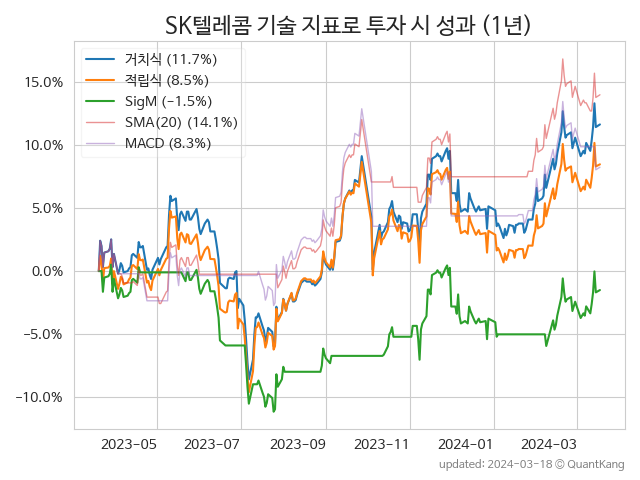 SK텔레콤 기술 지표로 투자 시 성과 (1년)
거치식 (11.7%)
적립식 (8.5%)
SigM (−1.5%)
SMA(20) (14.1%)
MACD (8.3%)
15.0%
10.0%
5.0%
0.0%
−5.0%
−10.0%
2023-05
2023-07
2023-09
2023-11
2024-01
2024-03
updated: 2024-03-18 © QuantKang